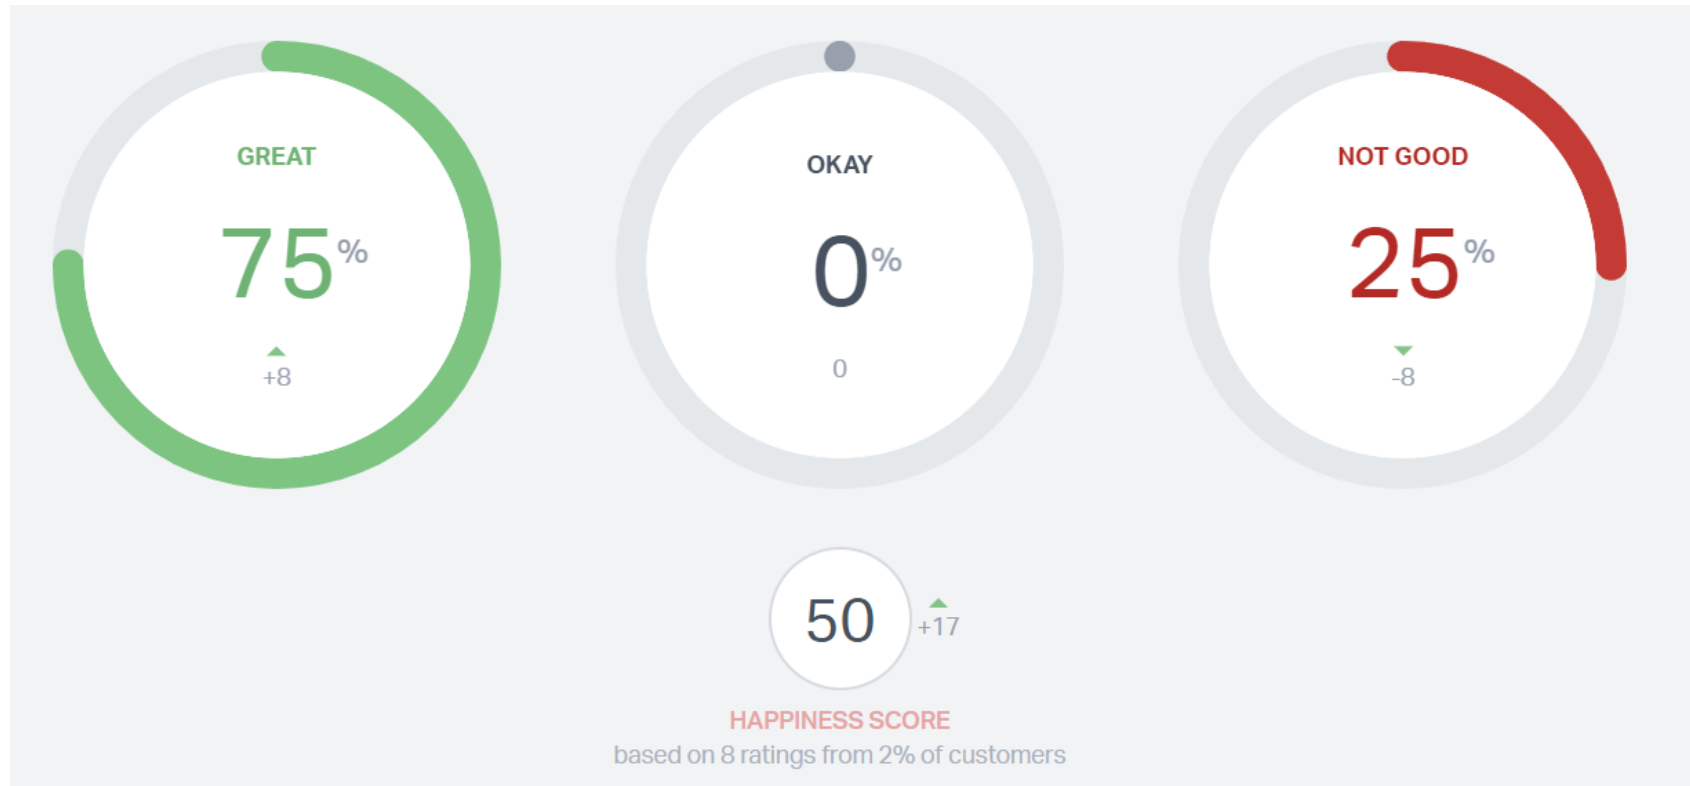 GREAT
75%
+8
OKAY
0%
0
NOT GOOD
25%
-8
50
+17
HAPPINESS SCORE
based on 8 ratings from 2% of customers